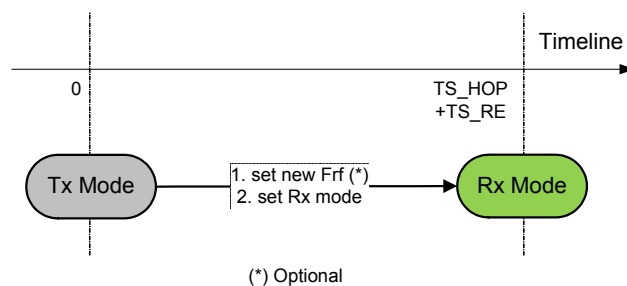 Timeline
0
TS_HOP
+TS_RE
Tx Mode
1. set new Frf (*)
2. set Rx mode
Rx Mode
(*) Optional